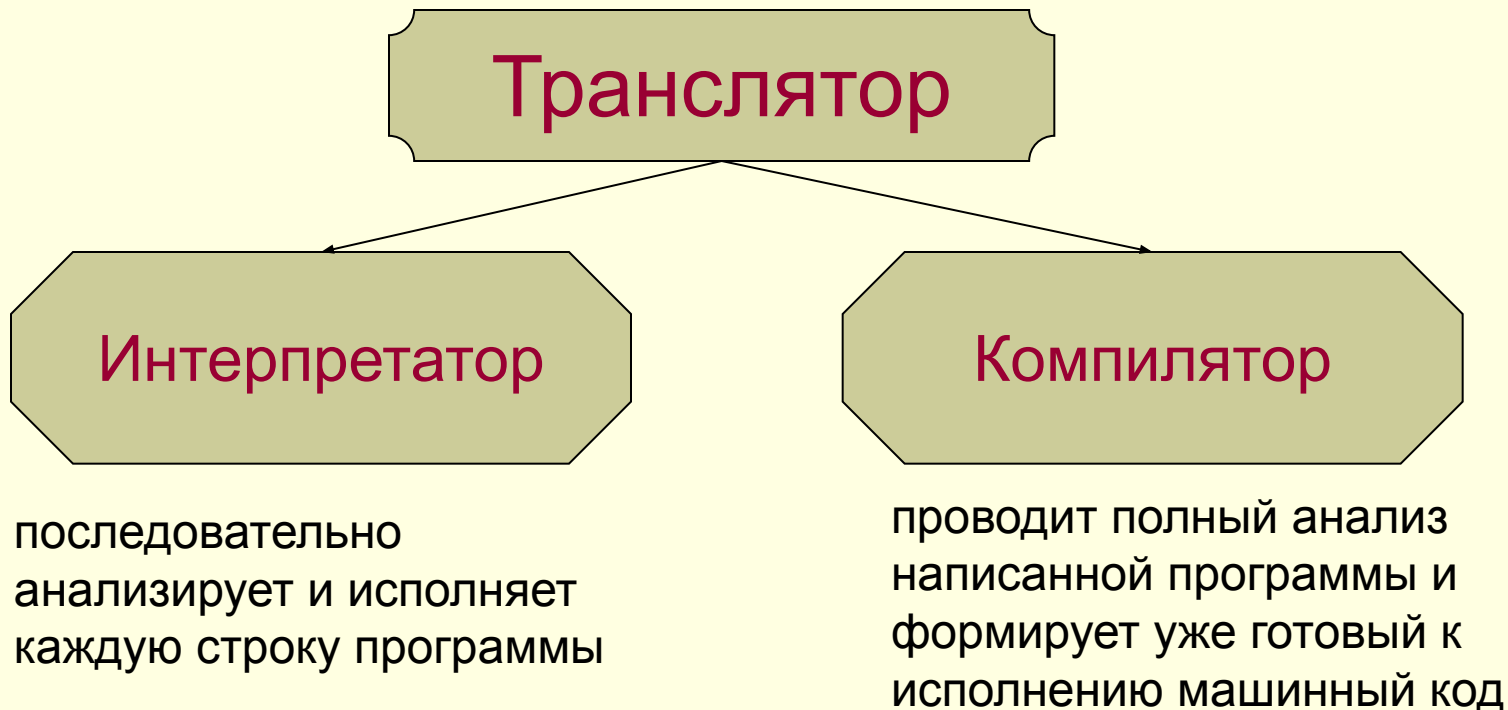 Транслятор
Интерпретатор
Компилятор
последовательно
анализирует и исполняет
каждую строку программы
проводит полный анализ
написанной программы и
формирует уже готовый к
исполнению машинный код